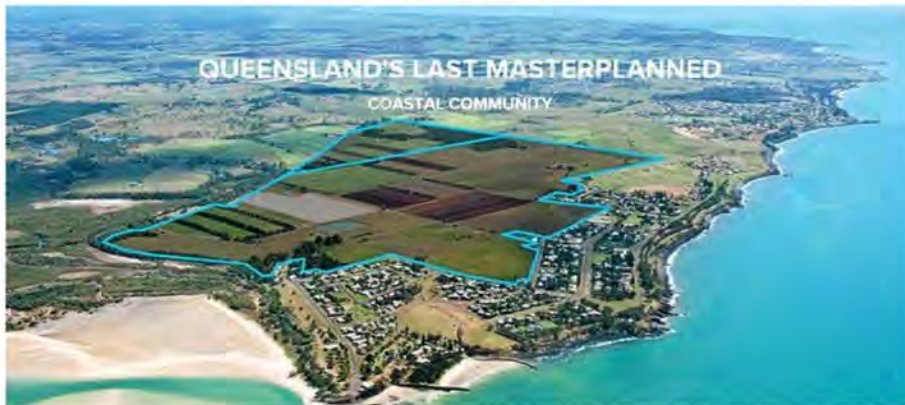 QUEENSLAND'S LAST MASTERPLANNED
COASTAL COMMUNITY